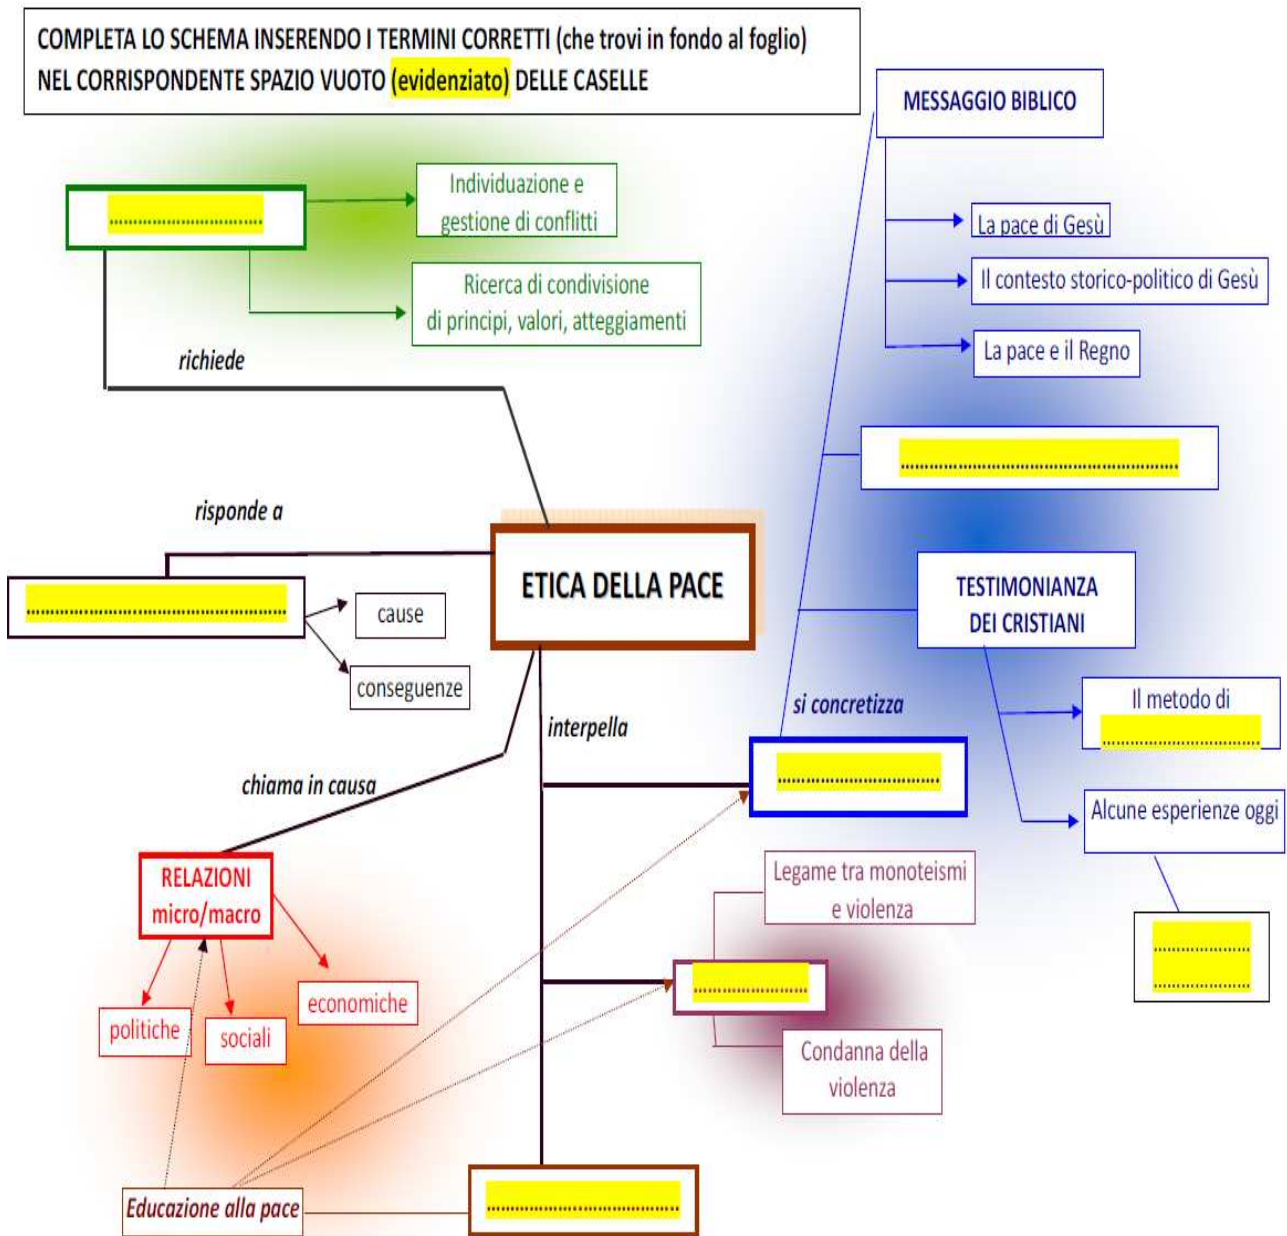 COMPLETA LO SCHEMA INSERENDO I TERMINI CORRETTI (che trovi in fondo al foglio)
NEL CORRISPONDENTE SPAZIO VUOTO (evidenziato) DELLE CASELLE
MESSAGGIO BIBLICO
La pace di Gesù
Il contesto storico-politico di Gesù
La pace e il Regno
................................
Individuazione e
gestione di conflitti
Ricerca di condivisione
di principi, valori, atteggiamenti
richiede
..........................................................
risponde a
ETICA DELLA PACE
......................................................
cause
conseguenze
TESTIMONIANZA
DEI CRISTIANI
Il metodo di
.................................
Alcune esperienze oggi
....................
....................
si concretizza
..................................
interpella
chiama in causa
RELAZIONI
micro/macro
politiche
sociali
economiche
Legame tra monoteismi
e violenza
........................
Condanna della
violenza
Educazione alla pace
........................................